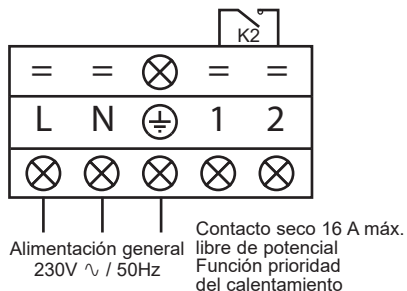 K2
= = = =
L N 1 2
Alimentación general
230V ∿ / 50Hz
Contacto seco 16 A máx.
libre de potencial
Función prioridad
del calentamiento